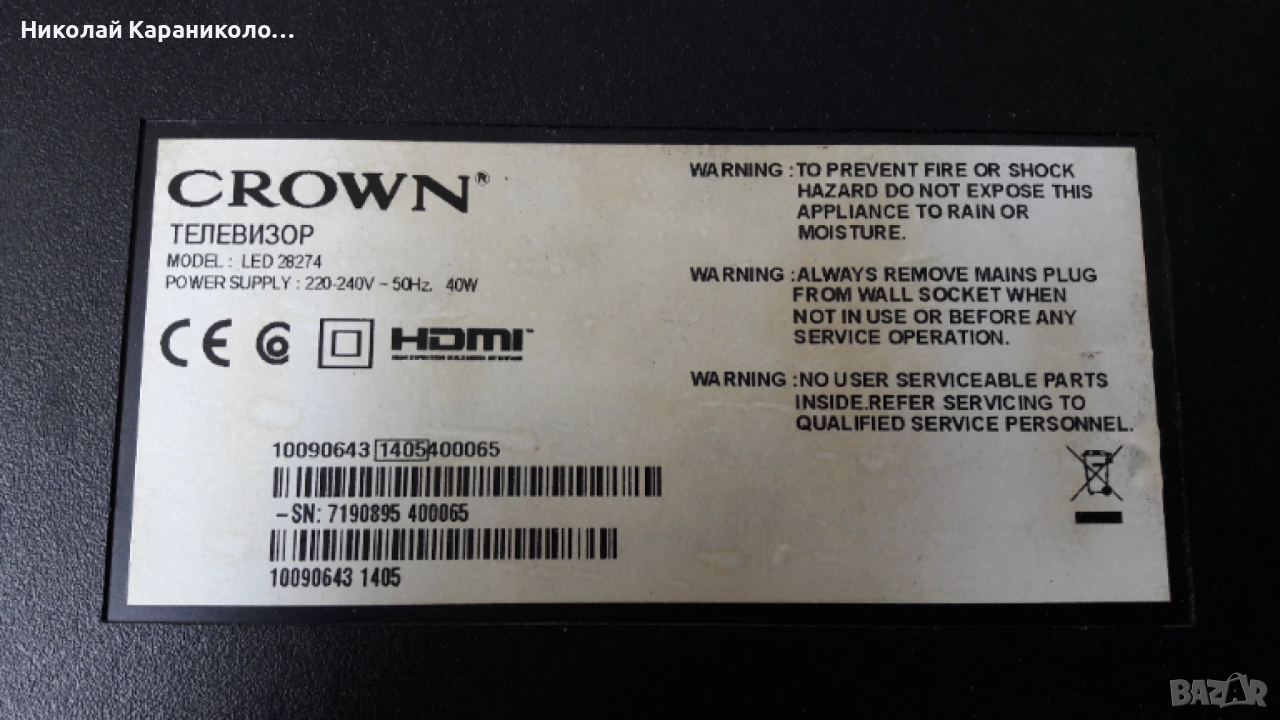 Николай Караниколо...
CROWN®
ТЕЛЕВИЗОР
MODEL : LED 28274
POWER SUPPLY : 220-240V ~ 50Hz. 40W
CE
HDMI™
10090643 1405400065
-SN: 7190895 400065
10090643 1405
WARNING :TO PREVENT FIRE OR SHOCK
HAZARD DO NOT EXPOSE THIS
APPLIANCE TO RAIN OR
MOISTURE.
WARNING :ALWAYS REMOVE MAINS PLUG
FROM WALL SOCKET WHEN
NOT IN USE OR BEFORE ANY
SERVICE OPERATION.
WARNING :NO USER SERVICEABLE PARTS
INSIDE.REFER SERVICING TO
QUALIFIED SERVICE PERSONNEL.
BAZAR